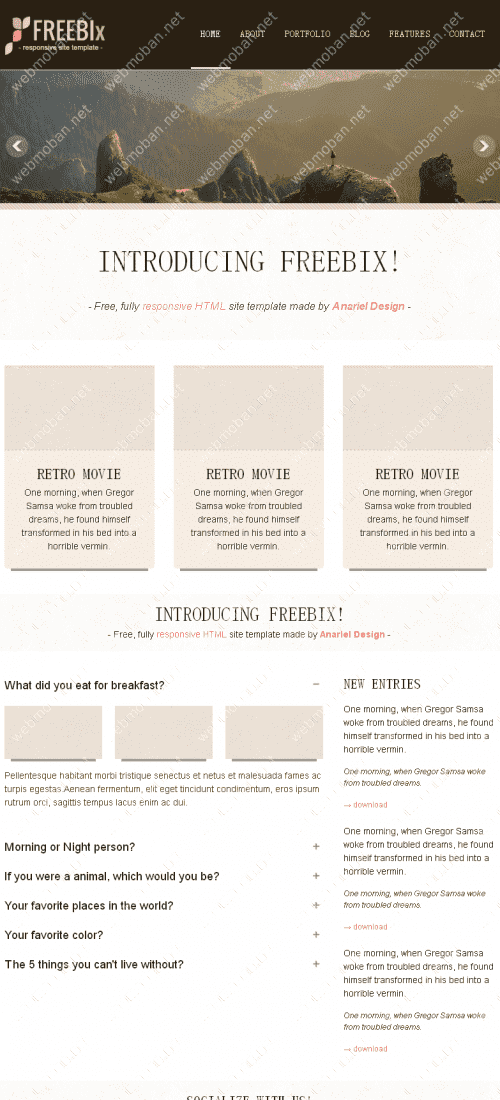 FREEBIx
- responsive site template -
HOME ABOUT PORTFOLIO BLOG FEATURES CONTACT
INTRODUCING FREEBIX!
- Free, fully responsive HTML site template made by Anariel Design -
RETRO MOVIE
One morning, when Gregor
Samsa woke from troubled
dreams, he found himself
transformed in his bed into a
horrible vermin.
RETRO MOVIE
One morning, when Gregor
Samsa woke from troubled
dreams, he found himself
transformed in his bed into a
horrible vermin.
RETRO MOVIE
One morning, when Gregor
Samsa woke from troubled
dreams, he found himself
transformed in his bed into a
horrible vermin.
INTRODUCING FREEBIX!
- Free, fully responsive HTML site template made by Anariel Design -
What did you eat for breakfast? −
Pellentesque habitant morbi tristique senectus et netus et malesuada fames ac
turpis egestas.Aenean fermentum, elit eget tincidunt condimentum, eros ipsum
rutrum orci, sagittis tempus lacus enim ac dui.
Morning or Night person? +
If you were a animal, which would you be? +
Your favorite places in the world? +
Your favorite color? +
The 5 things you can't live without? +
NEW ENTRIES
One morning, when Gregor Samsa
woke from troubled dreams, he found
himself transformed in his bed into a
horrible vermin.
One morning, when Gregor Samsa woke
from troubled dreams.
→ download
One morning, when Gregor Samsa
woke from troubled dreams, he found
himself transformed in his bed into a
horrible vermin.
One morning, when Gregor Samsa woke
from troubled dreams.
→ download
One morning, when Gregor Samsa
woke from troubled dreams, he found
himself transformed in his bed into a
horrible vermin.
One morning, when Gregor Samsa woke
from troubled dreams.
→ download
SOCIALIZE WITH US!
webmoban.net